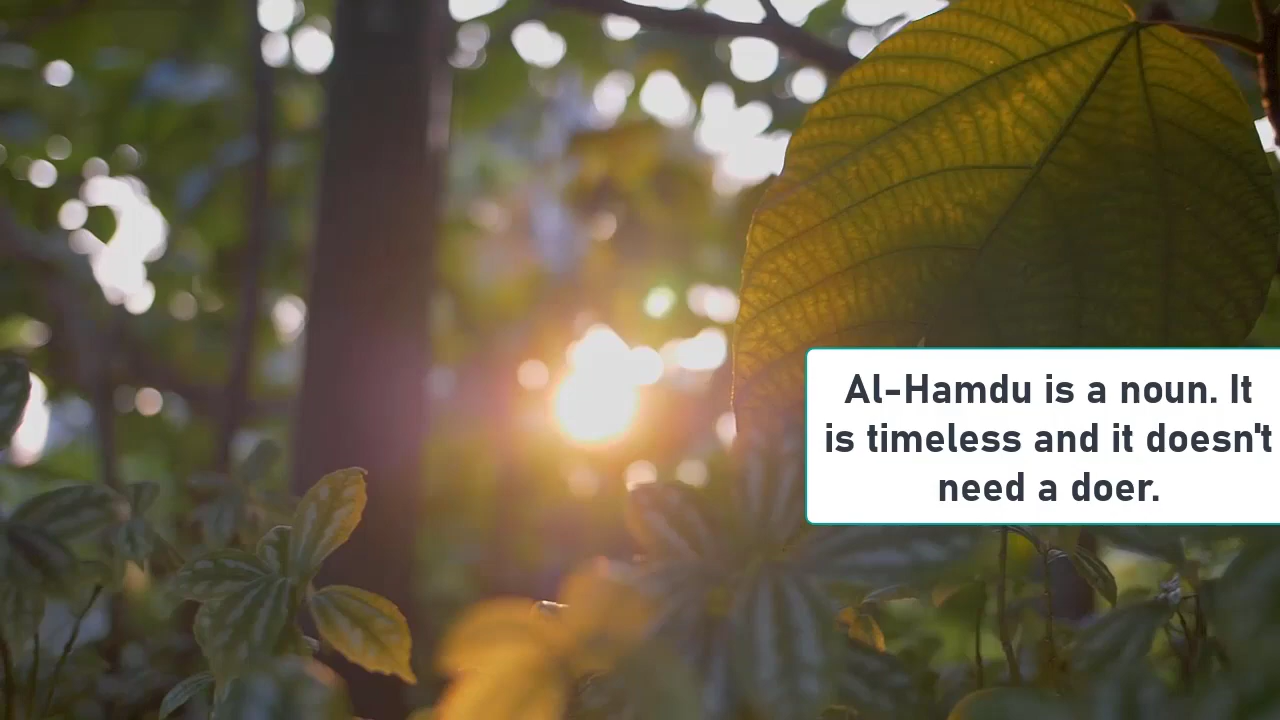 Al-Hamdu is a noun. It
is timeless and it doesn't
need a doer.